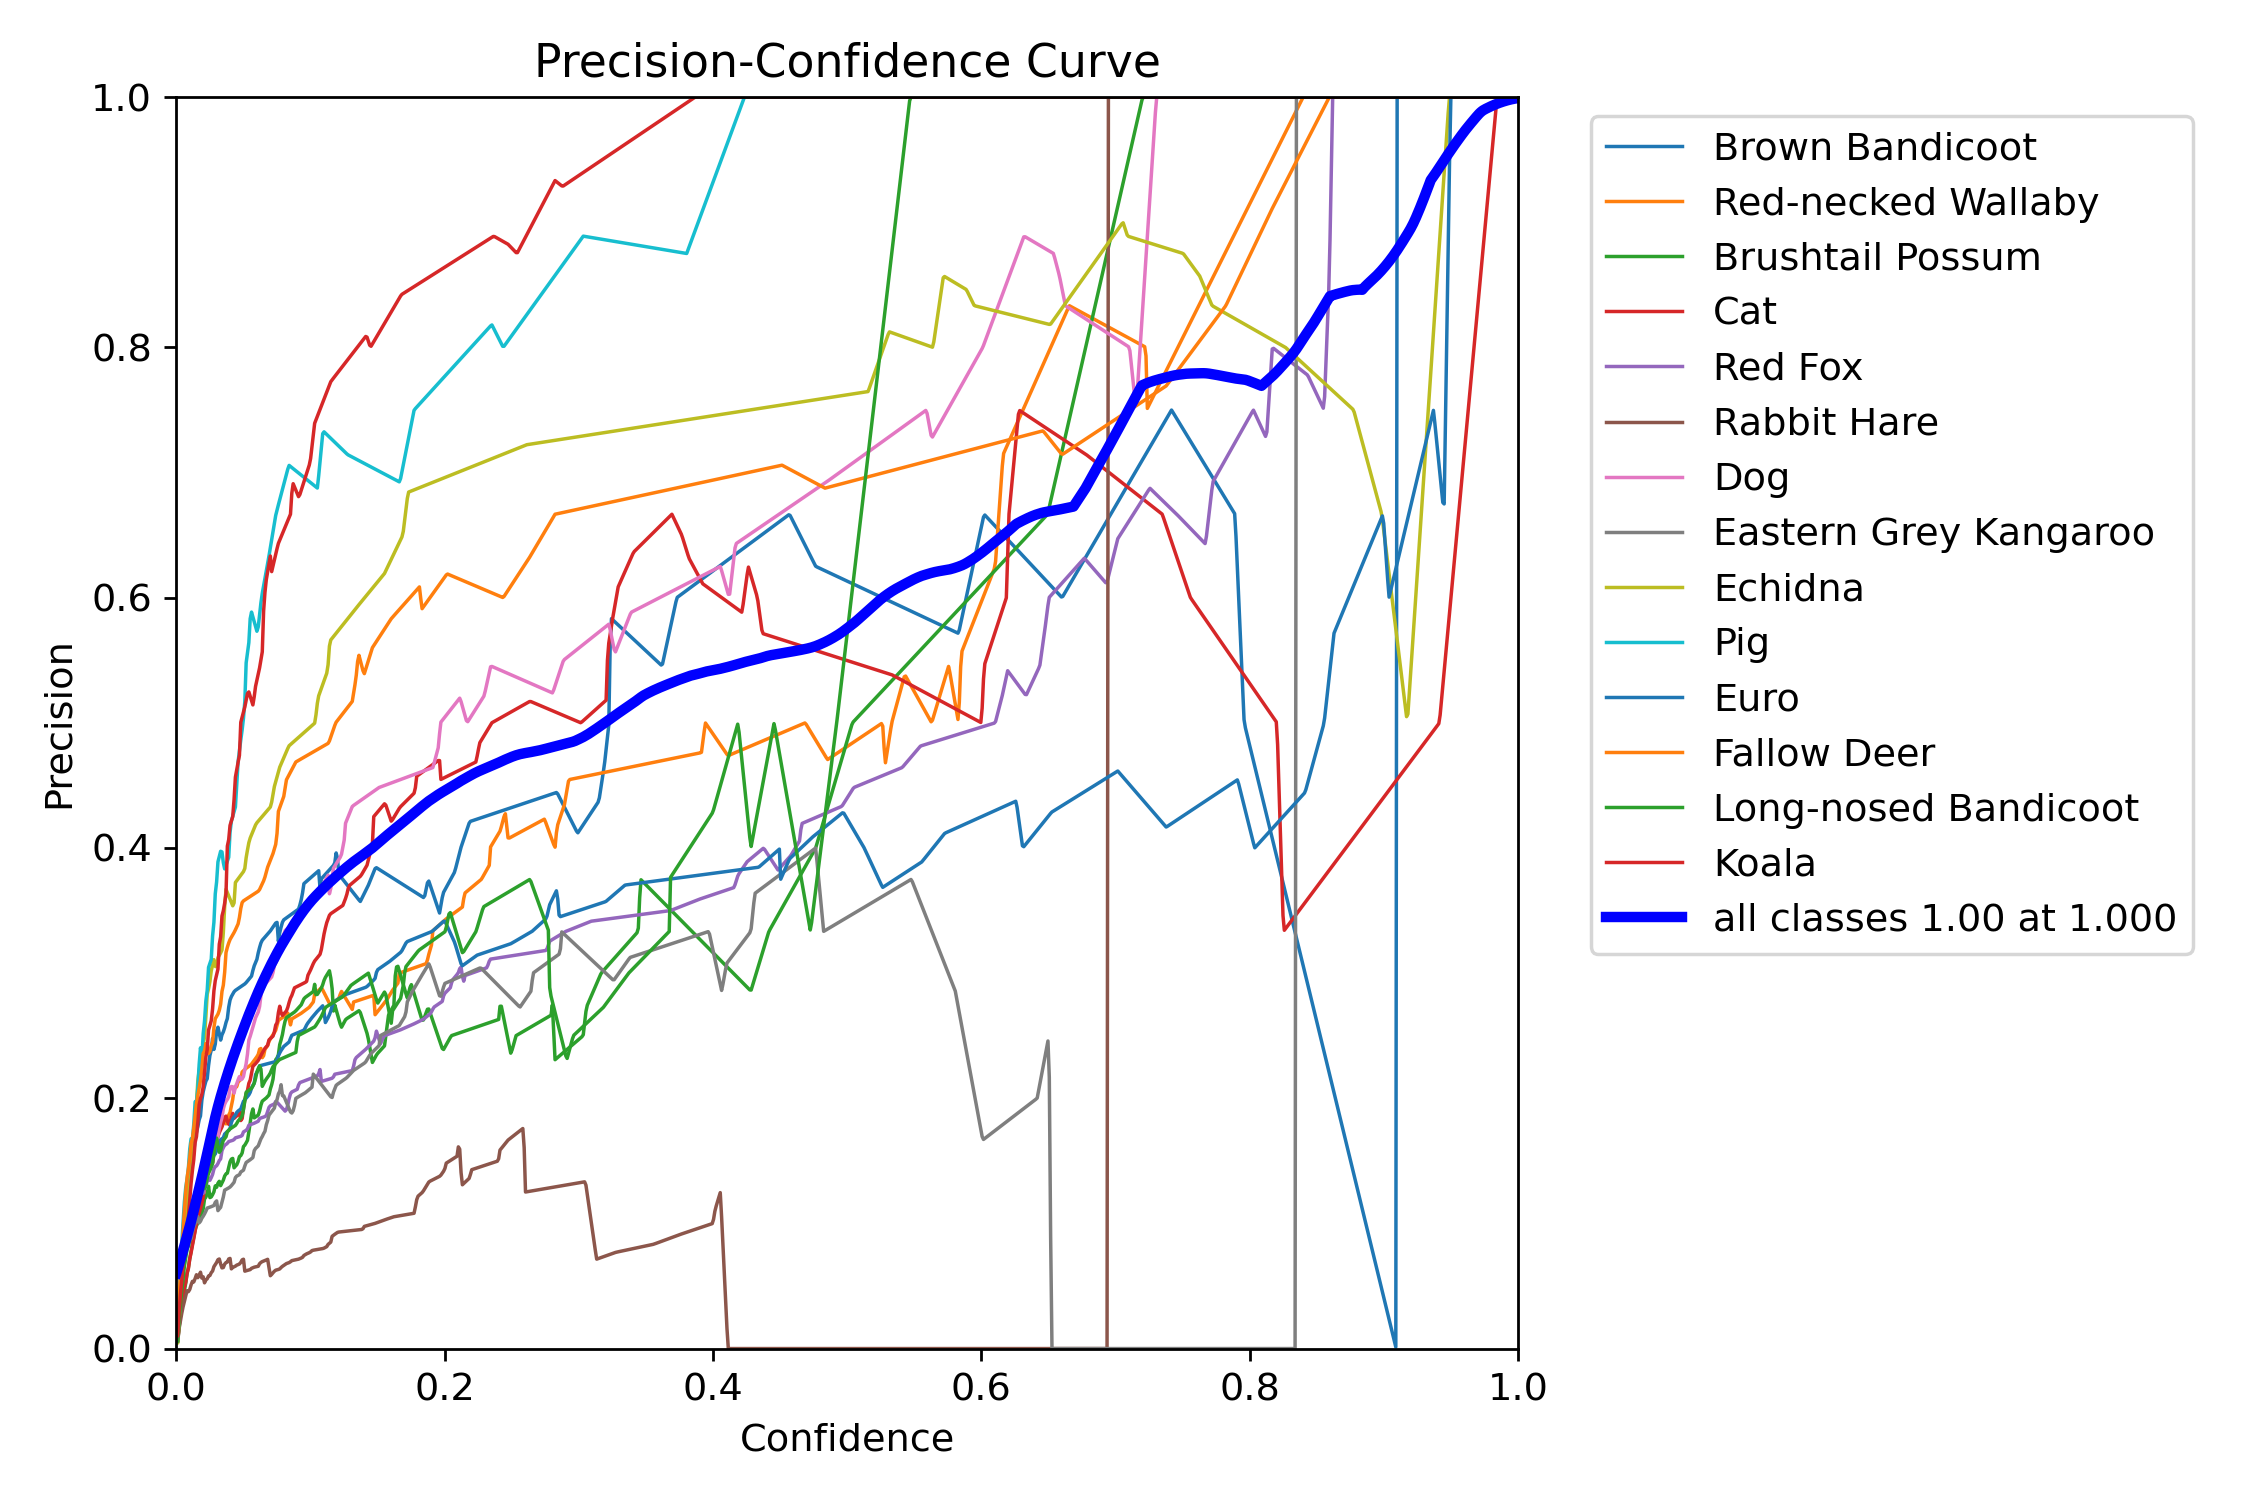 Precision-Confidence Curve
1.0
0.8
0.6
0.4
0.2
0.0
Precision
0.0 0.2 0.4 0.6 0.8 1.0
Confidence
Brown Bandicoot
Red-necked Wallaby
Brushtail Possum
Cat
Red Fox
Rabbit Hare
Dog
Eastern Grey Kangaroo
Echidna
Pig
Euro
Fallow Deer
Long-nosed Bandicoot
Koala
all classes 1.00 at 1.000